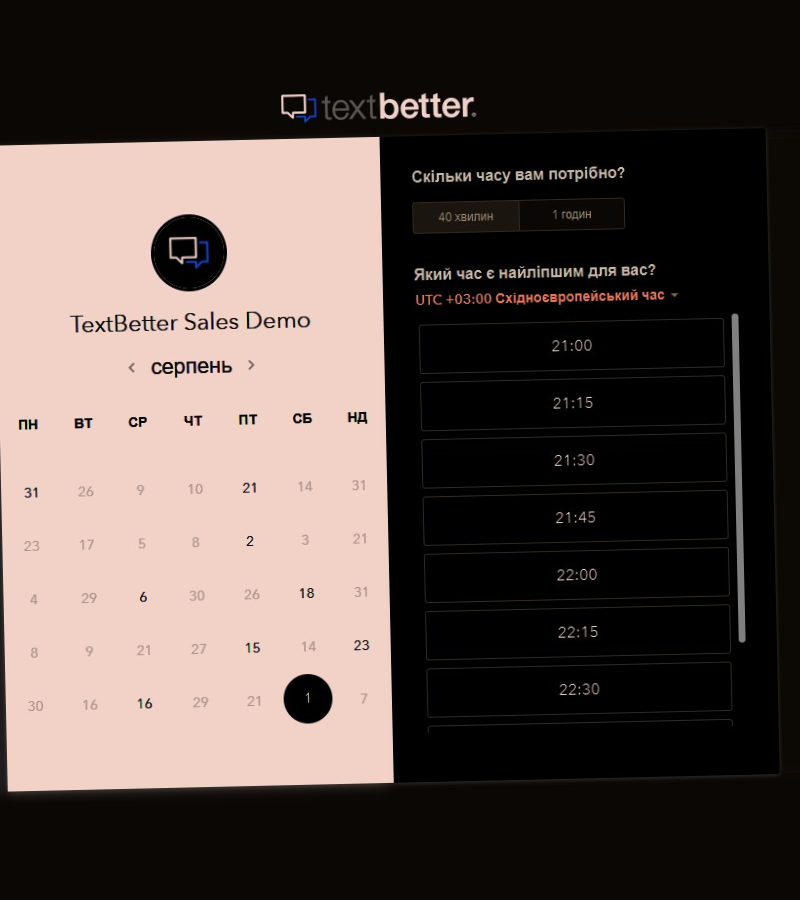 textbetter.
TextBetter Sales Demo
серпень
ПН ВТ СР ЧТ ПТ СБ НД
31 26 9 10 21 14 31
23 17 5 8 2 3 21
4 29 6 30 26 18 31
8 9 21 27 15 14 23
30 16 16 29 21 1 7
Скільки часу вам потрібно?
40 хвилин 1 годин
Який час є найліпшим для вас?
UTC +03:00 Східноєвропейський час
21:00
21:15
21:30
21:45
22:00
22:15
22:30